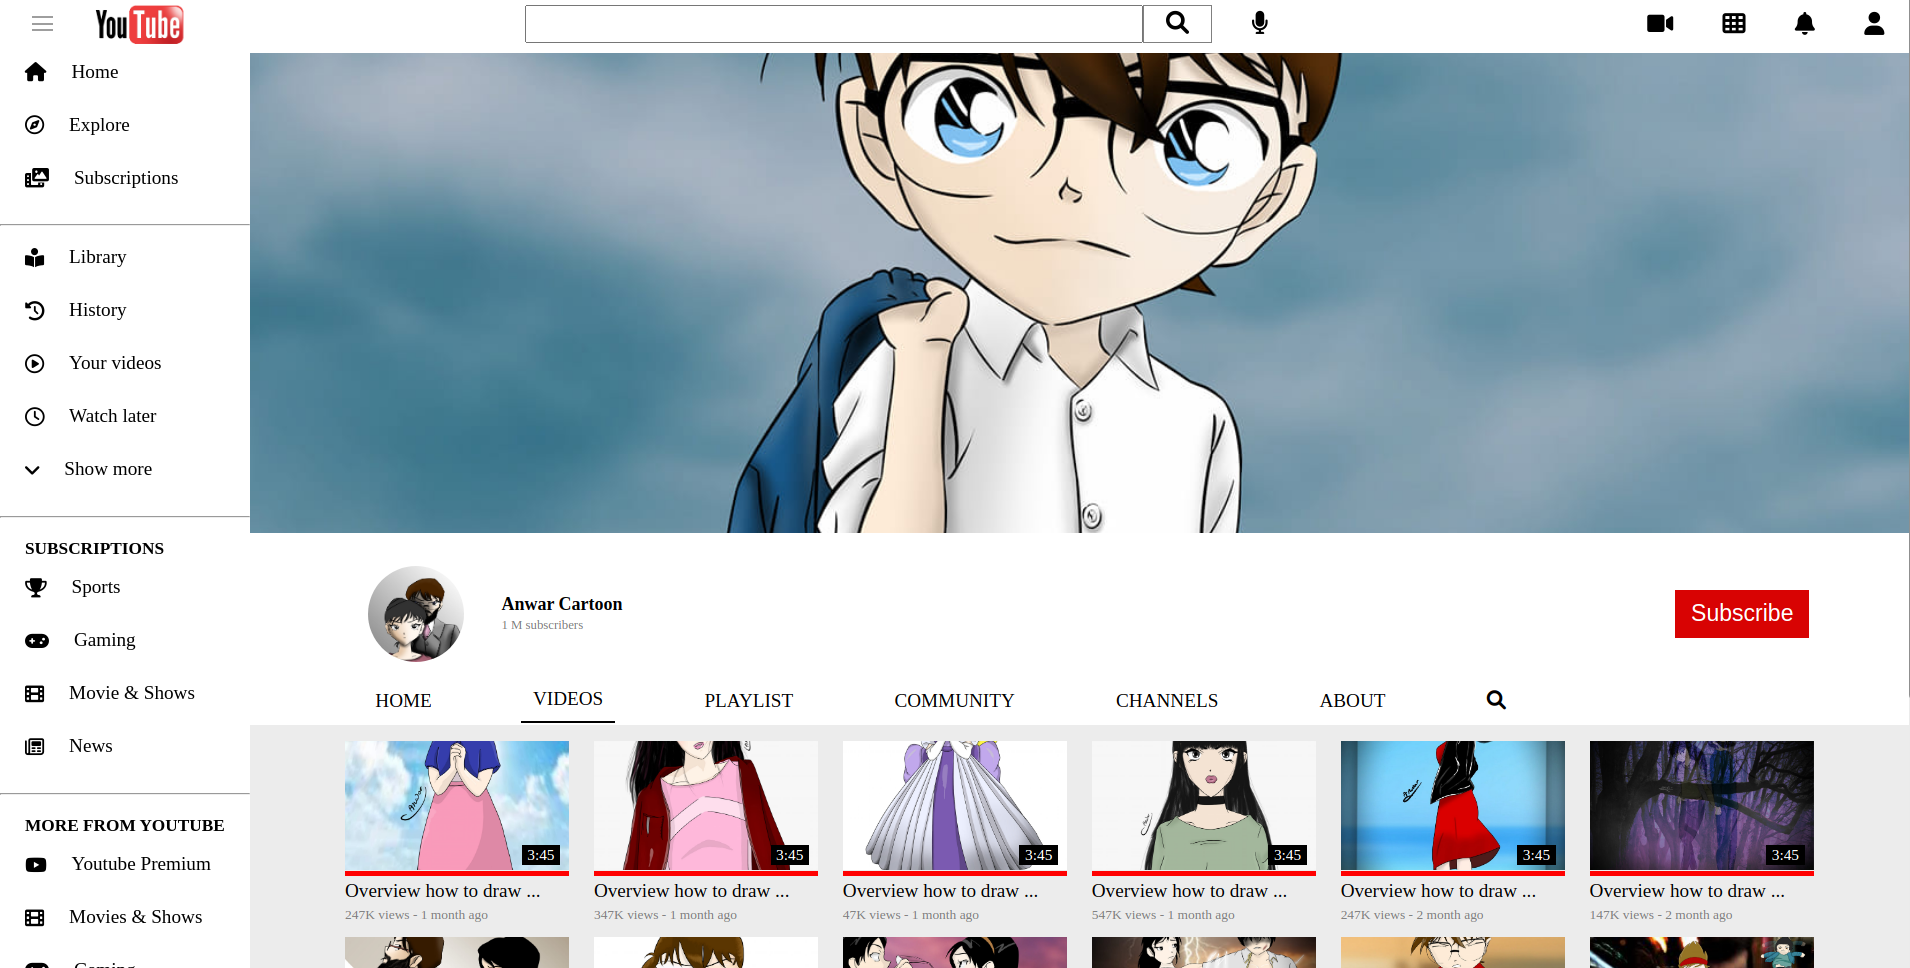 YouTube
Home
Explore
Subscriptions
Library
History
Your videos
Watch later
Show more
SUBSCRIPTIONS
Sports
Gaming
Movie & Shows
News
MORE FROM YOUTUBE
Youtube Premium
Movies & Shows
Gaming
Anwar Cartoon
1 M subscribers
Subscribe
HOME VIDEOS PLAYLIST COMMUNITY CHANNELS ABOUT
3:45 3:45 3:45 3:45 3:45 3:45
Overview how to draw ... Overview how to draw ... Overview how to draw ... Overview how to draw ... Overview how to draw ... Overview how to draw ...
247K views - 1 month ago 347K views - 1 month ago 47K views - 1 month ago 547K views - 1 month ago 247K views - 2 month ago 147K views - 2 month ago